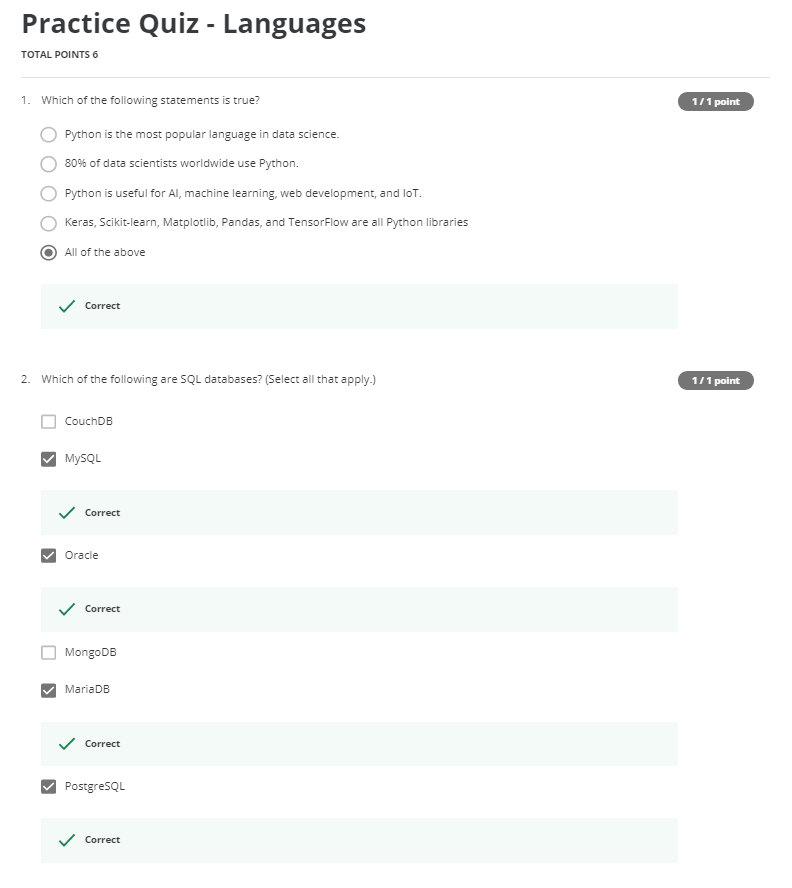 Practice Quiz - Languages
TOTAL POINTS 6
1. Which of the following statements is true?
1 / 1 point
Python is the most popular language in data science.
80% of data scientists worldwide use Python.
Python is useful for AI, machine learning, web development, and IoT.
Keras, Scikit-learn, Matplotlib, Pandas, and TensorFlow are all Python libraries
All of the above
Correct
2. Which of the following are SQL databases? (Select all that apply.)
1 / 1 point
CouchDB
MySQL
Correct
Oracle
Correct
MongoDB
MariaDB
Correct
PostgreSQL
Correct